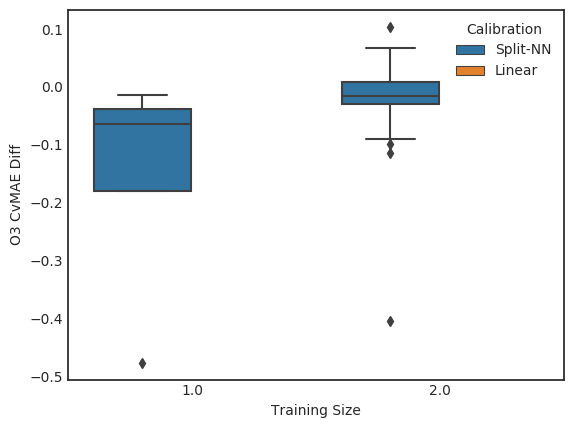 Calibration
Split-NN
Linear
0.1
0.0
−0.1
−0.2
−0.3
−0.4
−0.5
O3 CvMAE Diff
1.0
2.0
Training Size